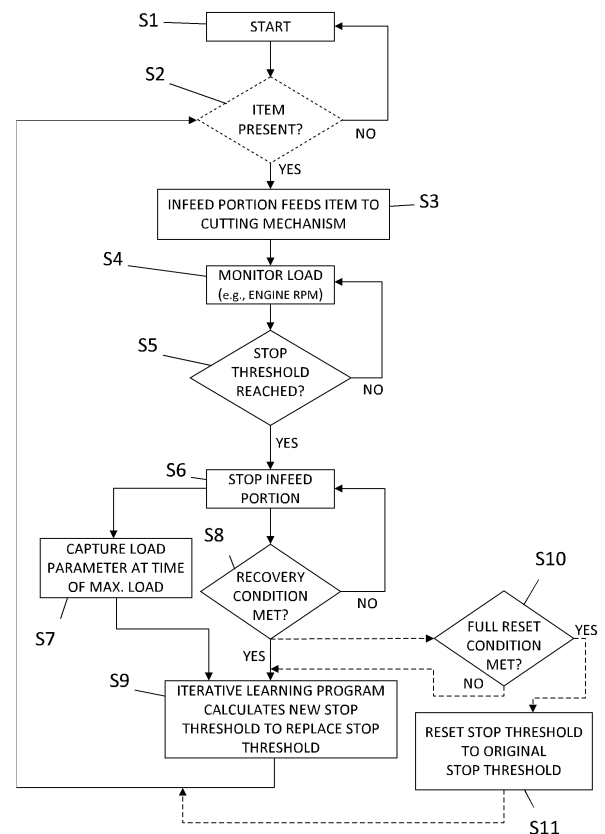 S1
START
S2
ITEM
PRESENT?
NO
YES
INFEED PORTION FEEDS ITEM TO
CUTTING MECHANISM
S3
S4
MONITOR LOAD
(e.g., ENGINE RPM)
S5
STOP
THRESHOLD
REACHED?
NO
YES
S6
STOP INFEED
PORTION
CAPTURE LOAD
PARAMETER AT TIME
OF MAX. LOAD
S7
S8
RECOVERY
CONDITION
MET?
NO
YES
S10
FULL RESET
CONDITION
MET?
YES
NO
S9
ITERATIVE LEARNING PROGRAM
CALCULATES NEW STOP
THRESHOLD TO REPLACE STOP
THRESHOLD
RESET STOP THRESHOLD
TO ORIGINAL
STOP THRESHOLD
S11